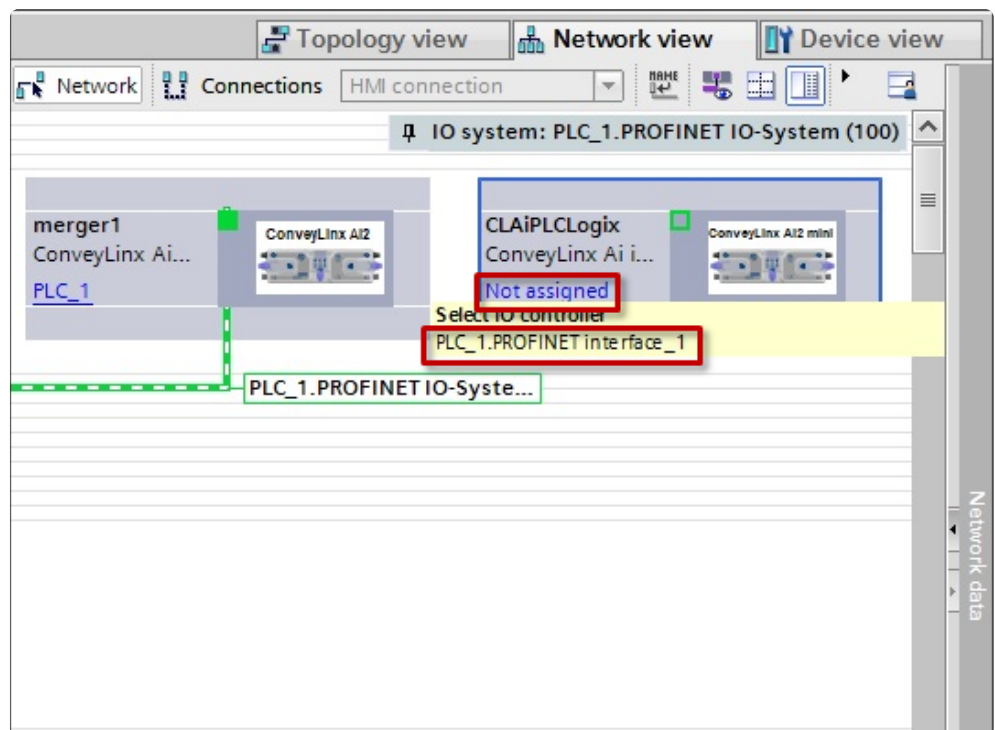 Topology view
Network view
Device view
Network
Connections
HMI connection
NAME
IO system: PLC_1.PROFINET IO-System (100)
merger1
ConveyLinx Ai...
PLC_1
ConveyLinx Ai2
CLAiPLCLogix
ConveyLinx Ai i...
Not assigned
ConveyLinx Ai2 mini
Select IO controller
PLC_1.PROFINET interface_1
PLC_1.PROFINET IO-Syste...
Network data